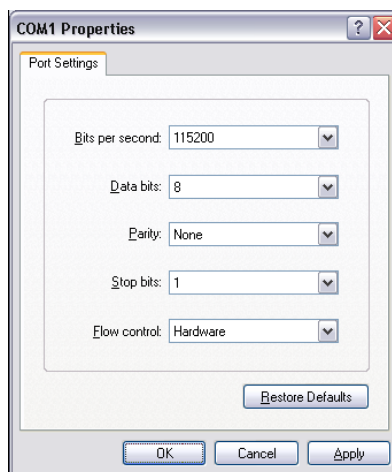 COM1 Properties
Port Settings
Bits per second: 115200
Data bits: 8
Parity: None
Stop bits: 1
Flow control: Hardware
Restore Defaults
OK Cancel Apply